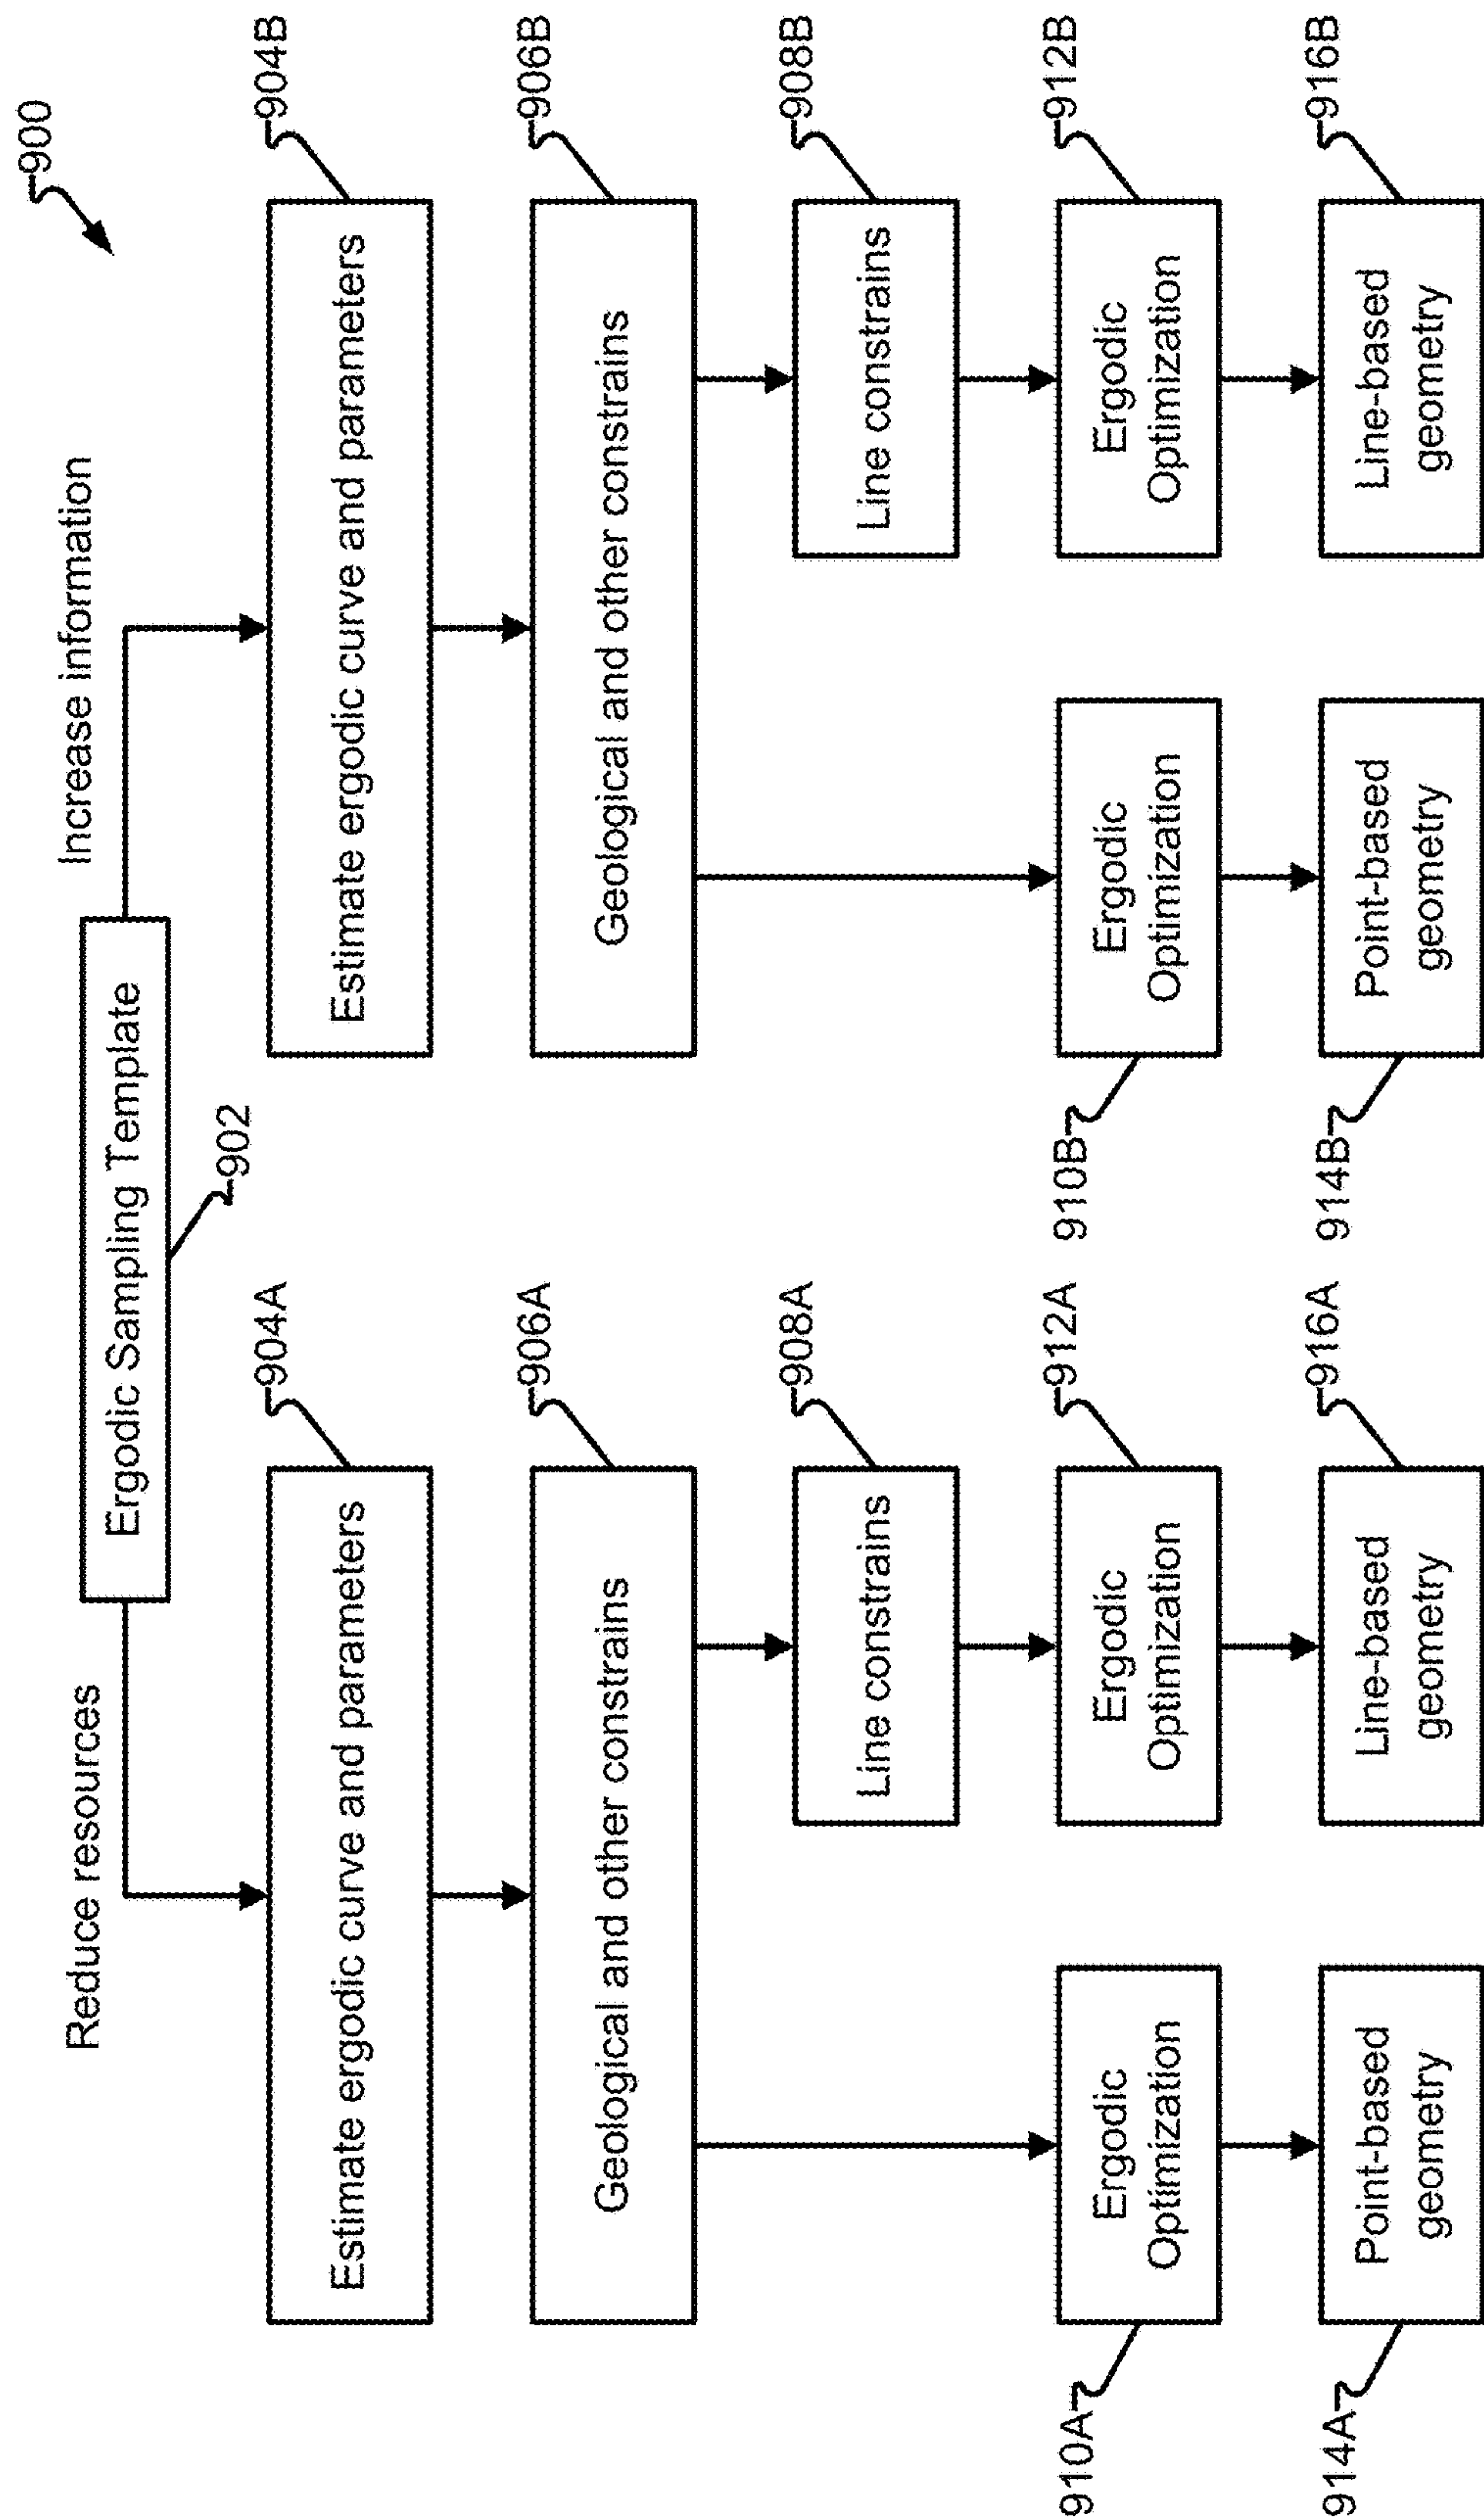 900
Reduce resources
Increase information
Ergodic Sampling Template
902
904A
904B
Estimate ergodic curve and parameters
Estimate ergodic curve and parameters
906A
906B
Geological and other constrains
Geological and other constrains
908A
908B
Line constrains
Line constrains
910A
912A
910B
912B
Ergodic
Optimization
Ergodic
Optimization
Ergodic
Optimization
Ergodic
Optimization
914A
916A
914B
916B
Point-based
geometry
Line-based
geometry
Point-based
geometry
Line-based
geometry